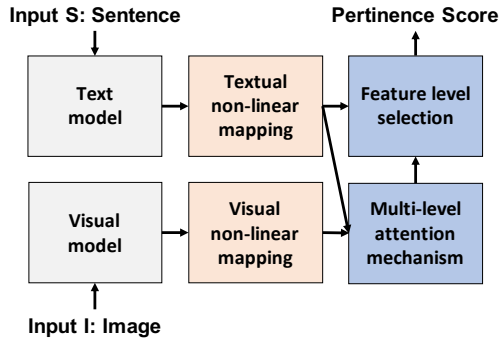 Input S: Sentence
Pertinence Score
Text
model
Textual
non-linear
mapping
Feature level
selection
Visual
model
Visual
non-linear
mapping
Multi-level
attention
mechanism
Input I: Image